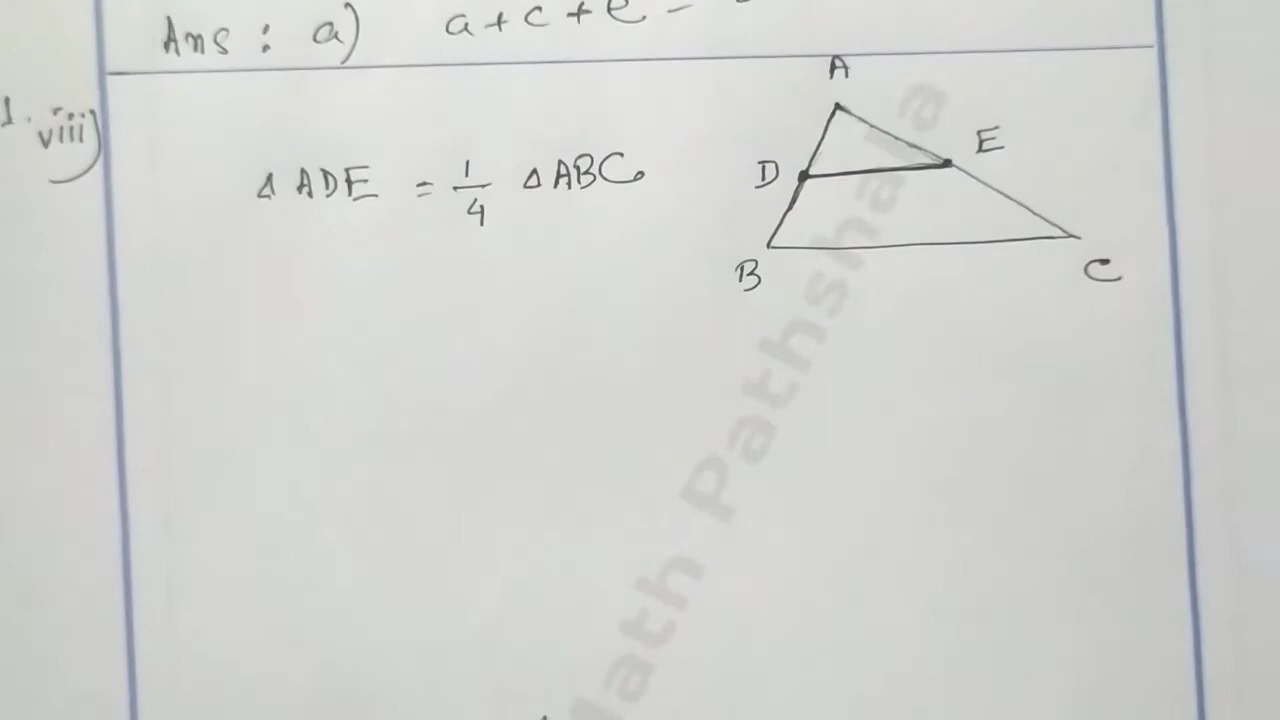 Ans : a) a + c + e -
1. viii)
Δ ADE = 1/4 Δ ABC
A
E
D
B
C
Math Pathshala